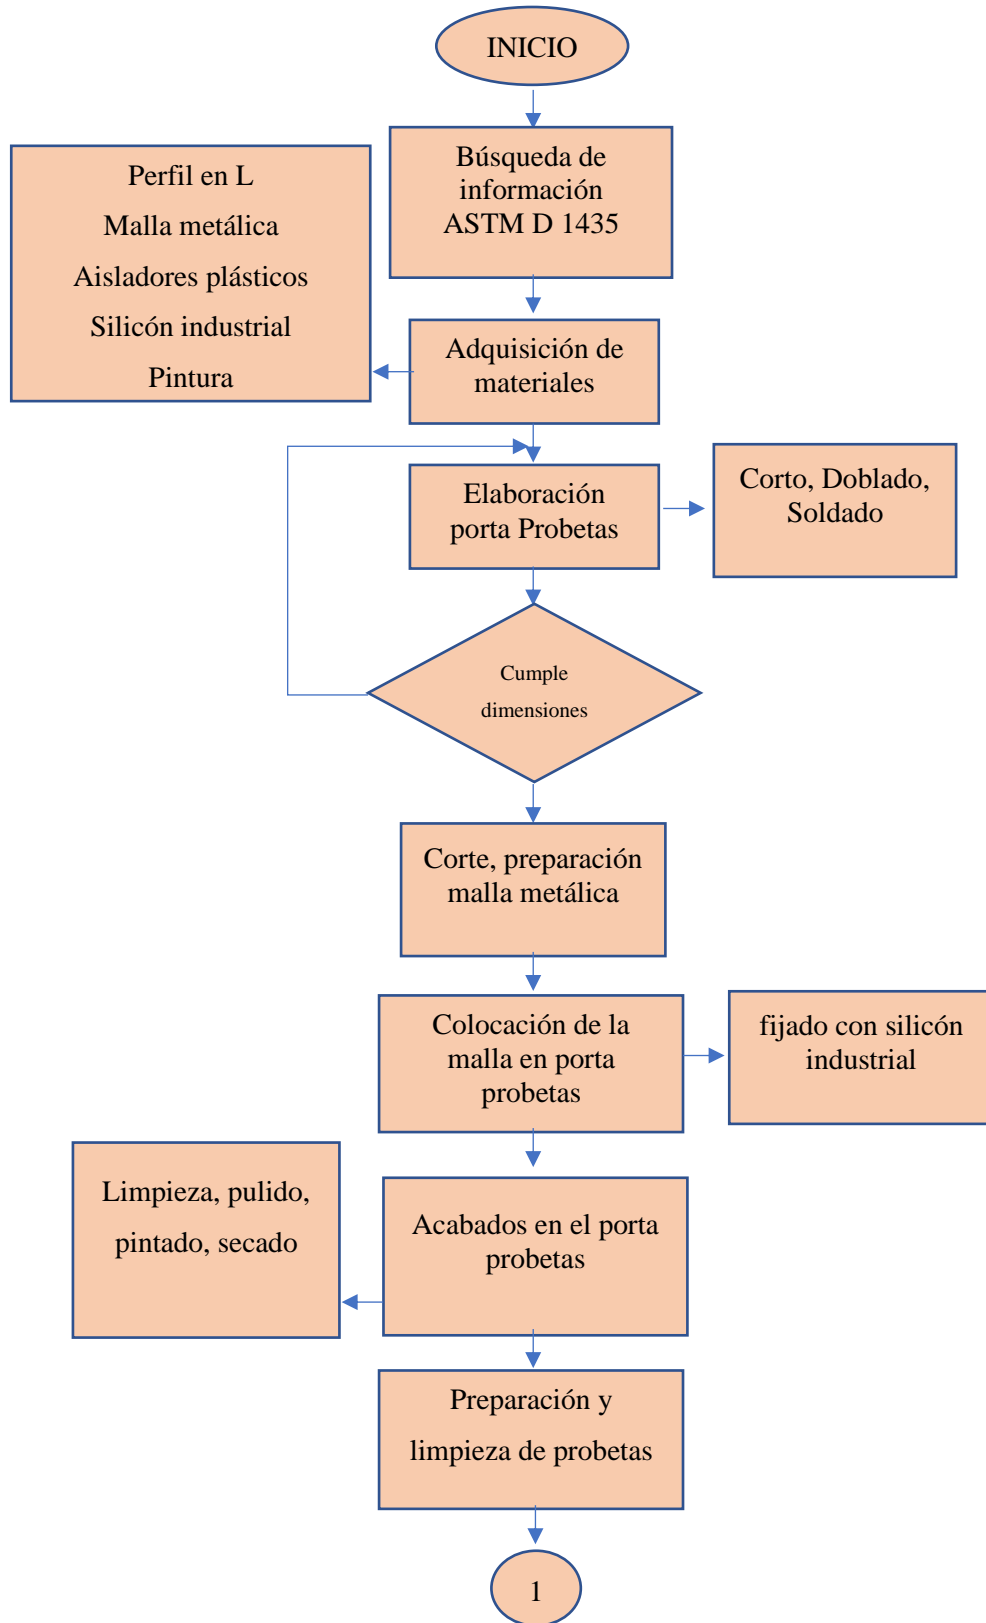 INICIO
Búsqueda de
información
ASTM D 1435
Perfil en L
Malla metálica
Aisladores plásticos
Silicón industrial
Pintura
Adquisición de
materiales
Elaboración
porta Probetas
Corto, Doblado,
Soldado
Cumple
dimensiones
Corte, preparación
malla metálica
Colocación de la
malla en porta
probetas
fijado con silicón
industrial
Limpieza, pulido,
pintado, secado
Acabados en el porta
probetas
Preparación y
limpieza de probetas
1